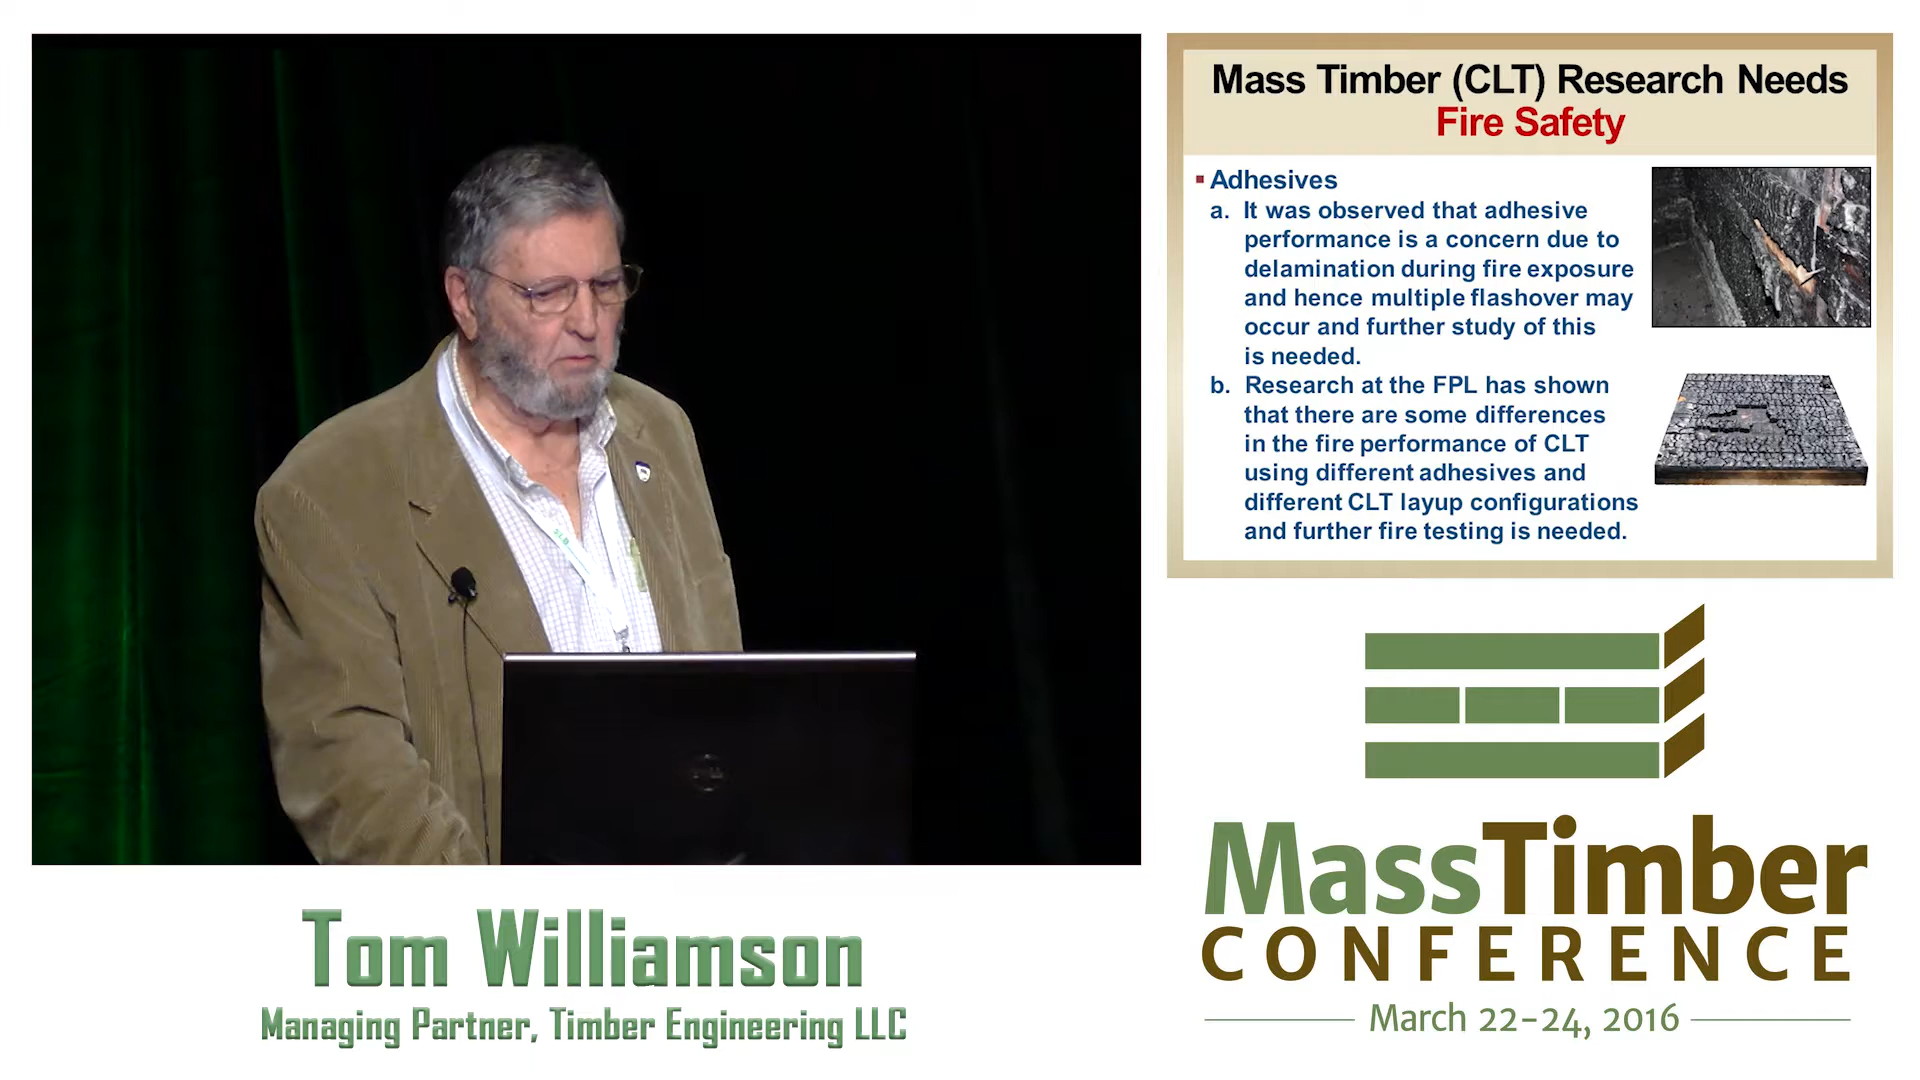 Mass Timber (CLT) Research Needs
Fire Safety
Adhesives
a. It was observed that adhesive
performance is a concern due to
delamination during fire exposure
and hence multiple flashover may
occur and further study of this
is needed.
b. Research at the FPL has shown
that there are some differences
in the fire performance of CLT
using different adhesives and
different CLT layup configurations
and further fire testing is needed.
SLB
DELL
Tom Williamson
Managing Partner, Timber Engineering LLC
MassTimber
CONFERENCE
March 22-24, 2016